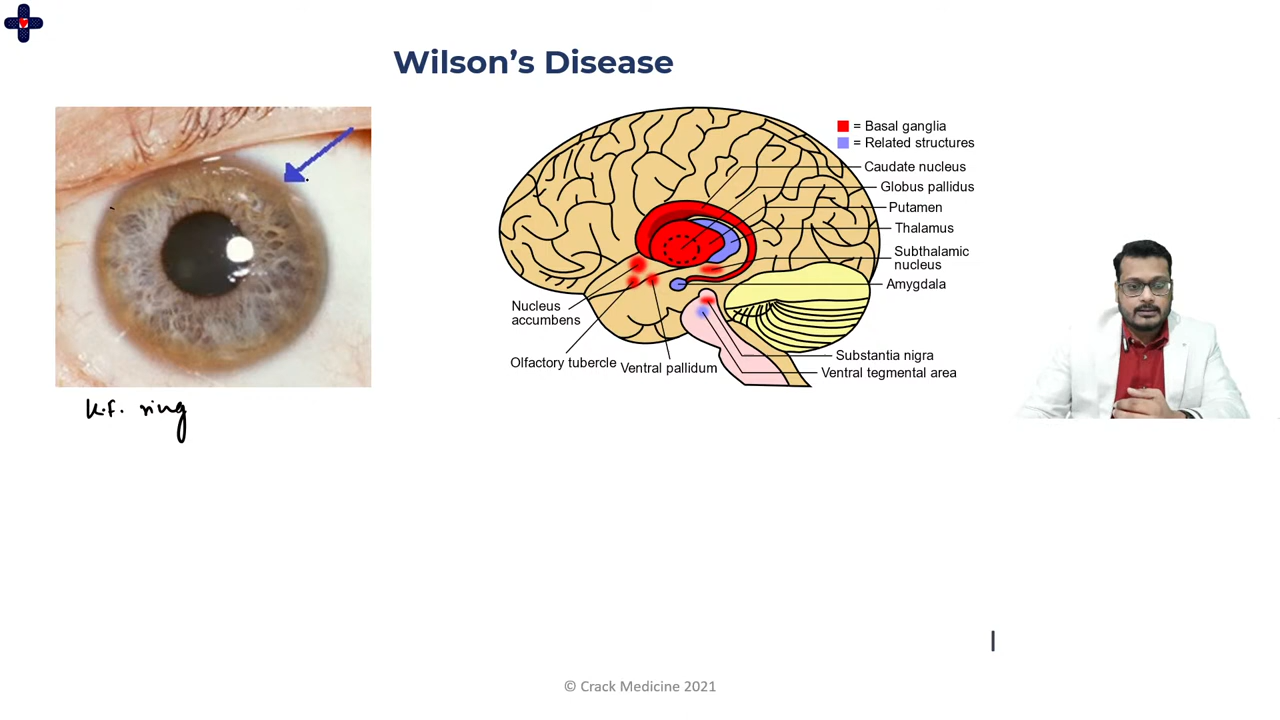 Wilson's Disease
= Basal ganglia
= Related structures
Caudate nucleus
Globus pallidus
Putamen
Thalamus
Subthalamic
nucleus
Amygdala
Nucleus
accumbens
Olfactory tubercle
Ventral pallidum
Substantia nigra
Ventral tegmental area
K.F. ring
© Crack Medicine 2021